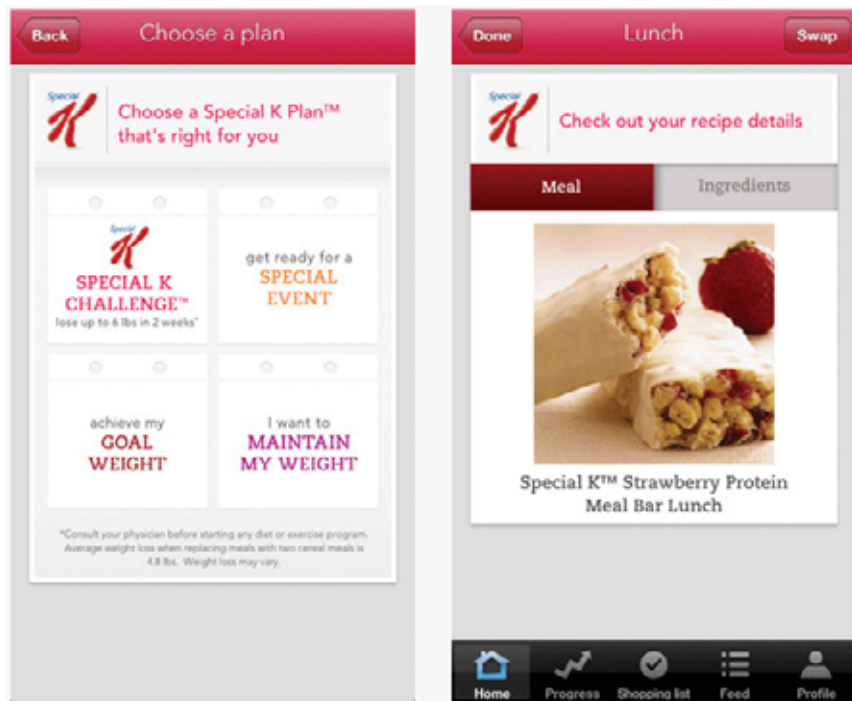 Back
Choose a plan
Special
K
Choose a Special K Plan™
that's right for you
Special
K
SPECIAL K
CHALLENGE™
lose up to 6 lbs in 2 weeks*
get ready for a
SPECIAL
EVENT
achieve my
GOAL
WEIGHT
I want to
MAINTAIN
MY WEIGHT
*Consult your physician before starting any diet or exercise program.
Average weight loss when replacing meals with two cereal meals is
4.8 lbs. Weight loss may vary.
Done
Lunch
Swap
Special
K
Check out your recipe details
Meal
Ingredients
Special K™ Strawberry Protein
Meal Bar Lunch
Home
Progress
Shopping list
Feed
Profile